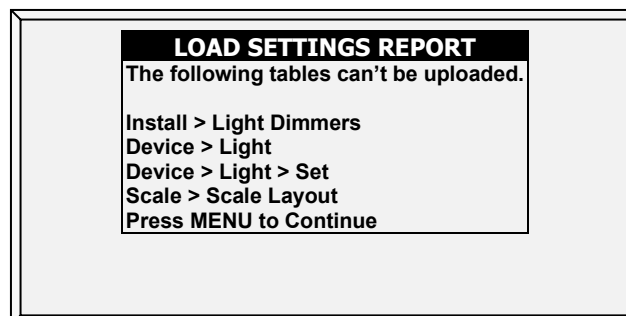 LOAD SETTINGS REPORT
The following tables can’t be uploaded.
Install > Light Dimmers
Device > Light
Device > Light > Set
Scale > Scale Layout
Press MENU to Continue